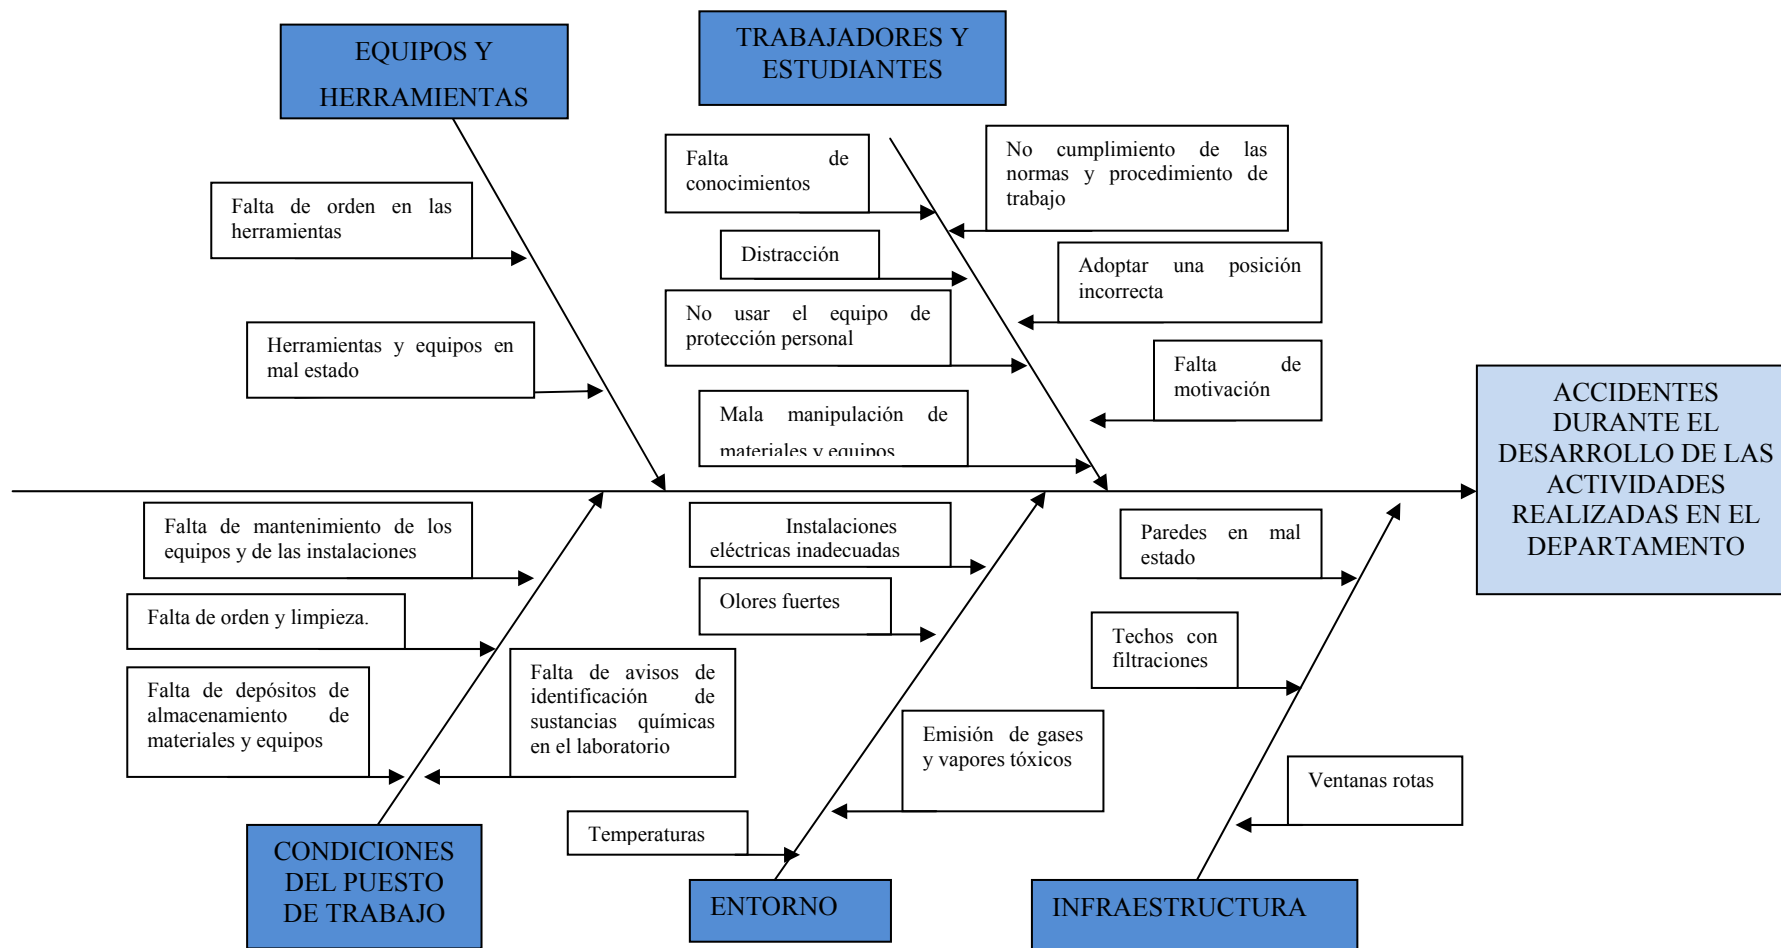 EQUIPOS Y
HERRAMIENTAS
TRABAJADORES Y
ESTUDIANTES
Falta de
conocimientos
No cumplimiento de las
normas y procedimiento de
trabajo
Falta de orden en las
herramientas
Distracción
Adoptar una posición
incorrecta
No usar el equipo de
protección personal
Herramientas y equipos en
mal estado
Falta de
motivación
Mala manipulación de
materiales y equipos
ACCIDENTES
DURANTE EL
DESARROLLO DE LAS
ACTIVIDADES
REALIZADAS EN EL
DEPARTAMENTO
Falta de mantenimiento de los
equipos y de las instalaciones
Instalaciones
eléctricas inadecuadas
Paredes en mal
estado
Falta de orden y limpieza.
Olores fuertes
Techos con
filtraciones
Falta de depósitos de
almacenamiento de
materiales y equipos
Falta de avisos de
identificación de
sustancias químicas
en el laboratorio
Emisión de gases
y vapores tóxicos
Ventanas rotas
Temperaturas
CONDICIONES
DEL PUESTO
DE TRABAJO
ENTORNO
INFRAESTRUCTURA